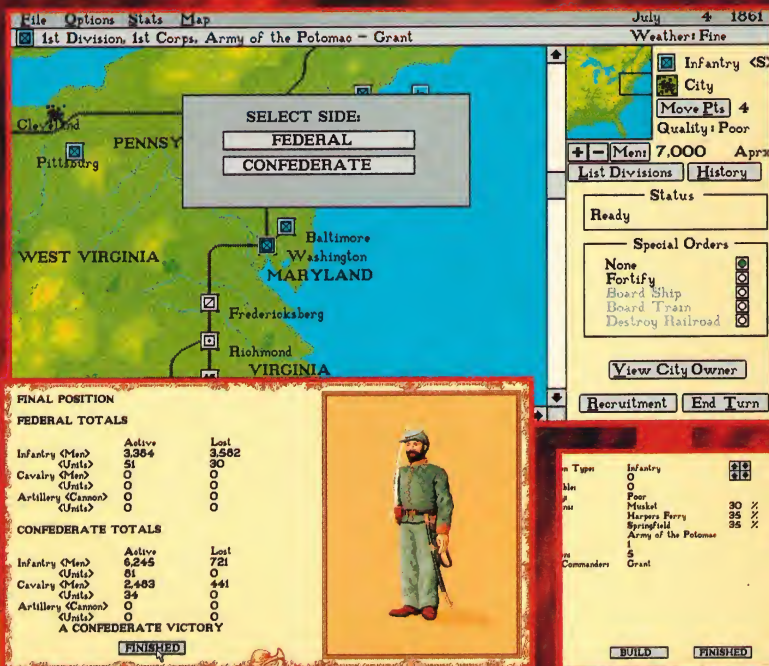 File Options Stats Map July 4 1861
1st Division, 1st Corps, Army of the Potomac - Grant Weather: Fine
Cleveland
PENNSY
Pittsburg
SELECT SIDE:
FEDERAL
CONFEDERATE
WEST VIRGINIA
Baltimore
Washington
MARYLAND
Fredericksberg
Richmond
VIRGINIA
Infantry
City
Move Pts 4
Quality: Poor
+ - Men: 7,000
List Divisions History
Status
Ready
Special Orders
None
Fortify
Board Ship
Board Train
Destroy Railroad
View City Owner
Recruitment End Turn
FINAL POSITION
FEDERAL TOTALS
Active Lost
Infantry <Men> 3,384 3,582
<Units> 51 30
Cavalry <Men> 0 0
<Units> 0 0
Artillery <Cannon> 0 0
<Units> 0 0
CONFEDERATE TOTALS
Active Lost
Infantry <Men> 6,245 721
<Units> 81 0
Cavalry <Men> 2,483 441
<Units> 34 0
Artillery <Cannon> 0 0
<Units> 0 0
A CONFEDERATE VICTORY
FINISHED
Type: Infantry
0
0
Poor
Musket 30 %
Harpers Ferry 35 %
Springfield 35 %
Army of the Potomac
1
5
Commander: Grant
BUILD FINISHED